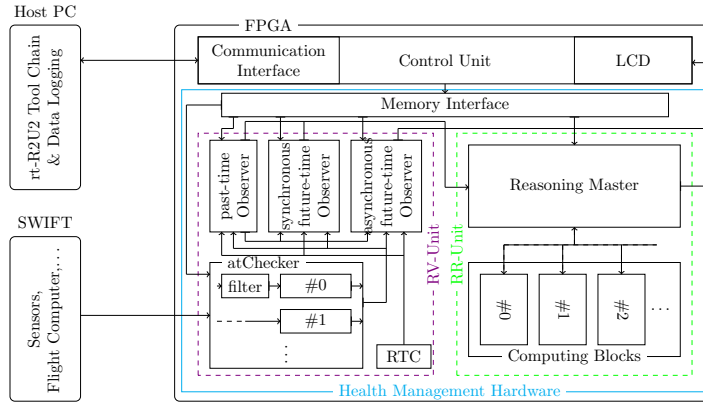 Host PC
rt-R2U2 Tool Chain
& Data Logging
SWIFT
Sensors,
Flight Computer,...
FPGA
Communication
Interface
Control Unit
LCD
Memory Interface
past-time
Observer
synchronous
future-time
Observer
asynchronous
future-time
Observer
RV-Unit
atChecker
filter
#0
#1
⋮
RTC
RR-Unit
Reasoning Master
#0
#1
#2
...
Computing Blocks
Health Management Hardware